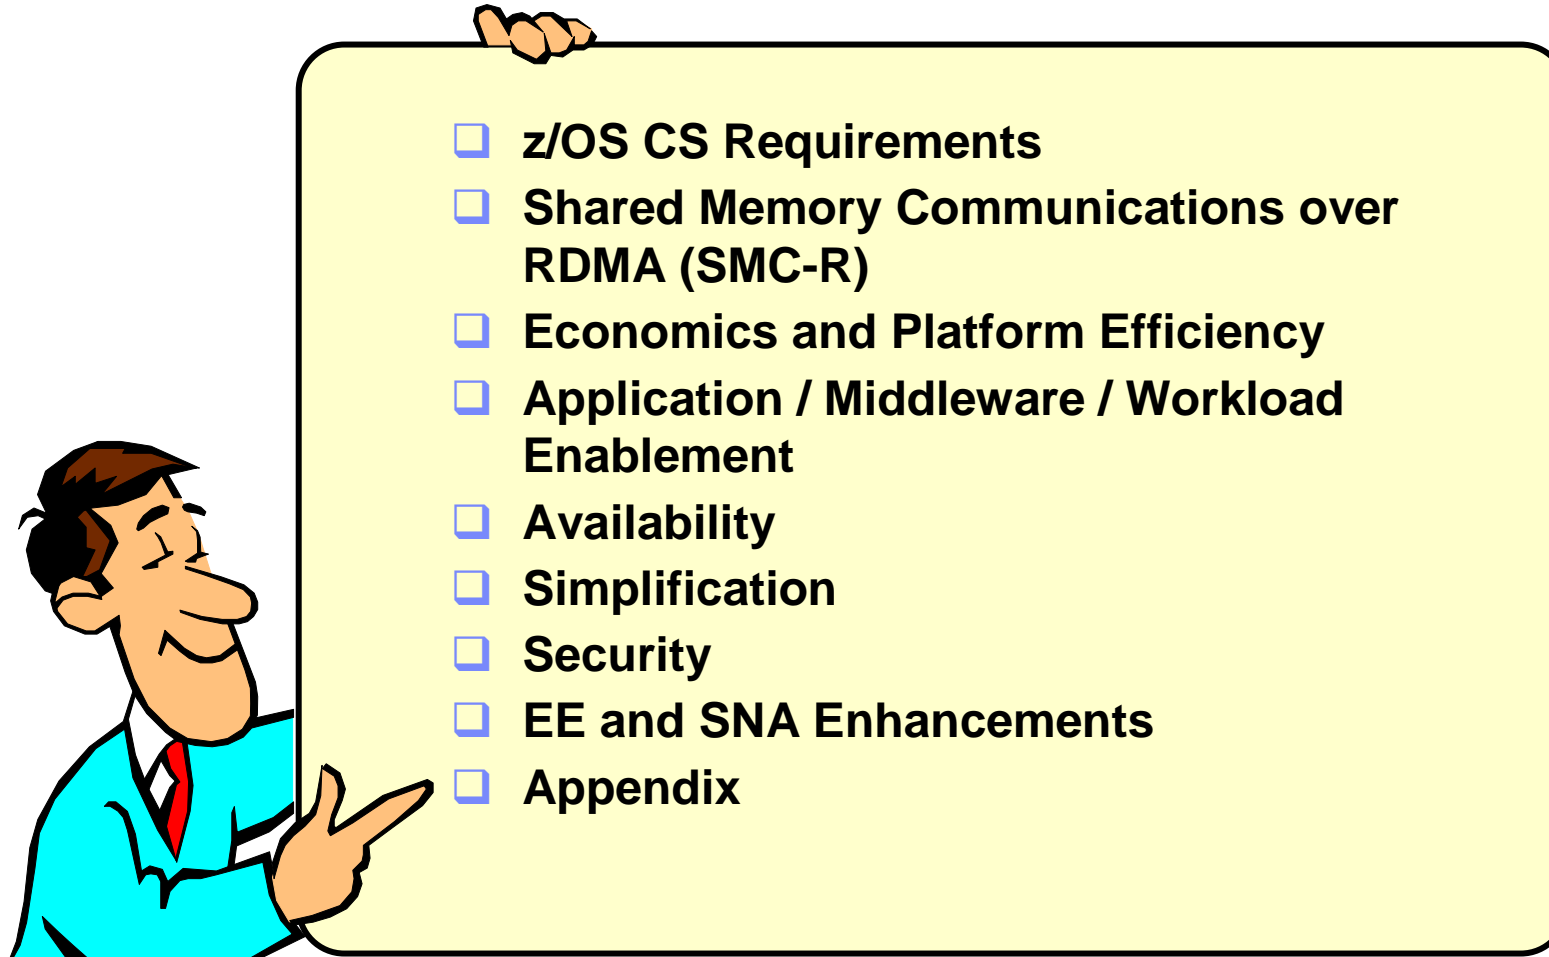 z/OS CS Requirements
Shared Memory Communications over
RDMA (SMC-R)
Economics and Platform Efficiency
Application / Middleware / Workload
Enablement
Availability
Simplification
Security
EE and SNA Enhancements
Appendix